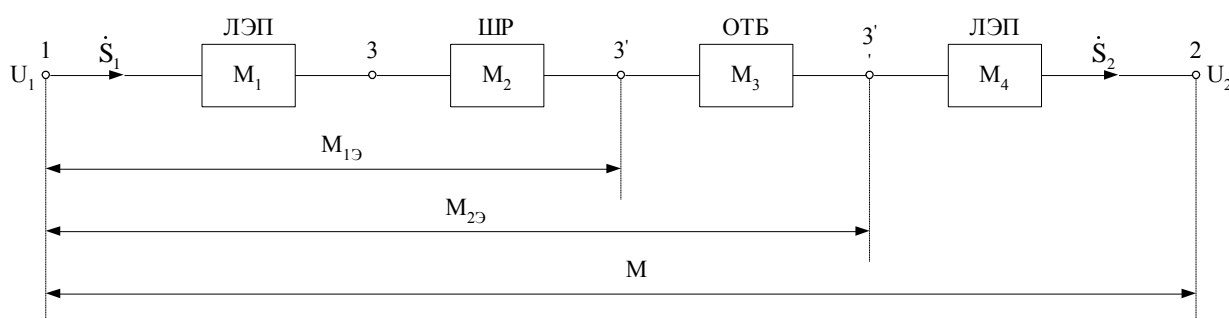 ЛЭП ШР ОТБ ЛЭП
1 Ṡ₁ 3 3' 3'' Ṡ₂ 2
U₁ M₁ M₂ M₃ M₄ U₂
M₁Э
M₂Э
M